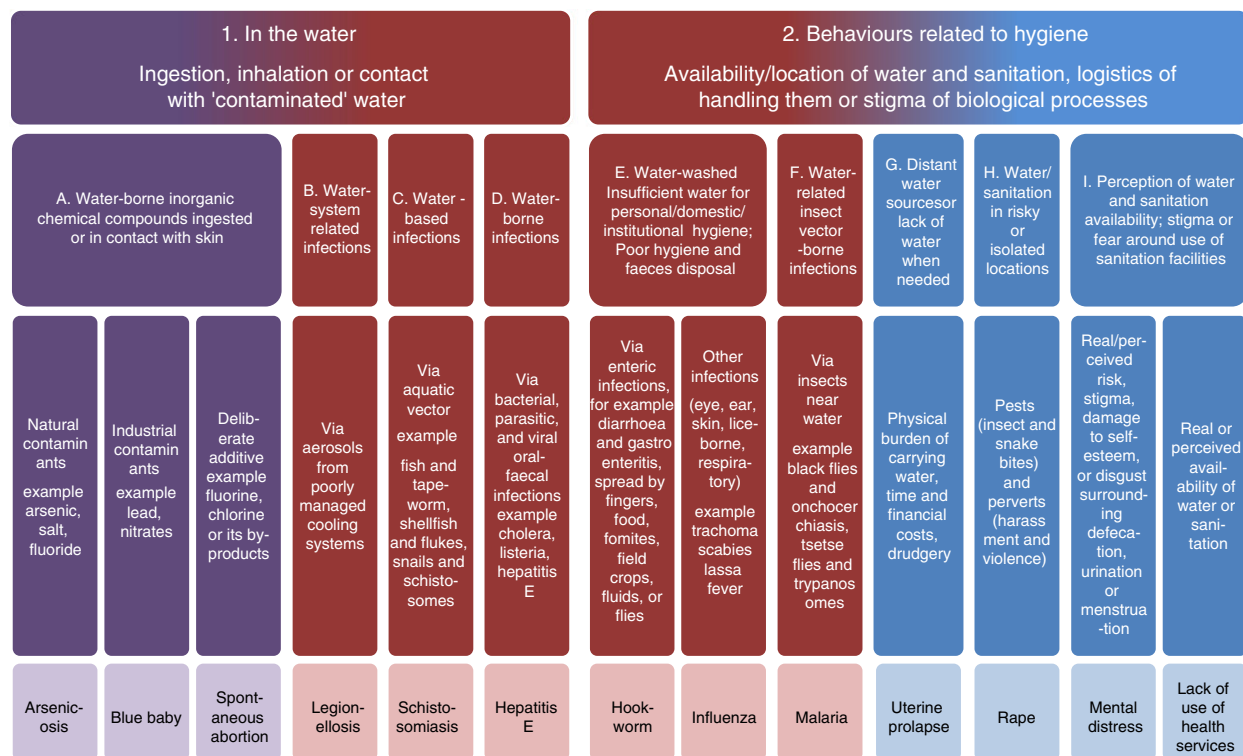 1. In the water
Ingestion, inhalation or contact
with 'contaminated' water
2. Behaviours related to hygiene
Availability/location of water and sanitation, logistics of
handling them or stigma of biological processes
A. Water-borne inorganic
chemical compounds ingested
or in contact with skin
B. Water-
system
related
infections
C. Water -
based
infections
D. Water-
borne
infections
E. Water-washed
Insufficient water for
personal/domestic/
institutional hygiene;
Poor hygiene and
faeces disposal
F. Water-
related
insect
vector
-borne
infections
G. Distant
water
sourcesor
lack of
water
when
needed
H. Water/
sanitation
in risky
or
isolated
locations
I. Perception of water
and sanitation
availability; stigma or
fear around use of
sanitation facilities
Natural
contamin
ants
example
arsenic,
salt,
fluoride
Industrial
contamin
ants
example
lead,
nitrates
Delib-
erate
additive
example
fluorine,
chlorine
or its by-
products
Via
aerosols
from
poorly
managed
cooling
systems
Via
aquatic
vector
example
fish and
tape-
worm,
shellfish
and flukes,
snails and
schisto-
somes
Via
bacterial,
parasitic,
and viral
oral-
faecal
infections
example
cholera,
listeria,
hepatitis
E
Via
enteric
infections,
for example
diarrhoea
and gastro
enteritis,
spread by
fingers,
food,
fomites,
field
crops,
fluids, or
flies
Other
infections
(eye, ear,
skin, lice-
borne,
respira-
tory)
example
trachoma
scabies
lassa
fever
Via
insects
near
water
example
black flies
and
onchocer
chiasis,
tsetse
flies and
trypanos
omes
Physical
burden of
carrying
water,
time and
financial
costs,
drudgery
Pests
(insect and
snake
bites)
and
perverts
(harass
ment and
violence)
Real/per-
ceived
risk,
stigma,
damage
to self-
esteem,
or disgust
surround-
ing
defeca-
tion,
urination
or
menstrua
-tion
Real or
perceived
avail-
ability of
water or
sani-
tation
Arsenic-
osis
Blue baby
Spont-
aneous
abortion
Legion-
ellosis
Schisto-
somiasis
Hepatitis
E
Hook-
worm
Influenza
Malaria
Uterine
prolapse
Rape
Mental
distress
Lack of
use of
health
services